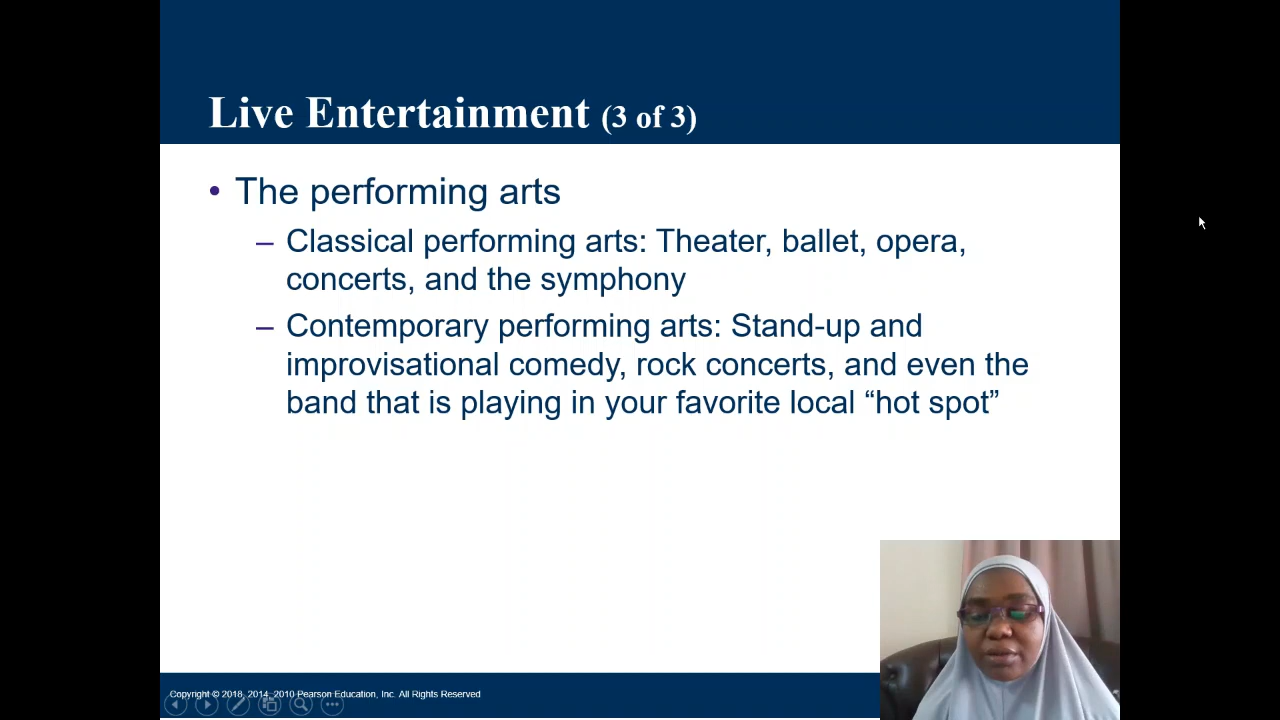 Live Entertainment (3 of 3)
• The performing arts
– Classical performing arts: Theater, ballet, opera,
concerts, and the symphony
– Contemporary performing arts: Stand-up and
improvisational comedy, rock concerts, and even the
band that is playing in your favorite local “hot spot”
Copyright © 2018, 2014, 2010 Pearson Education, Inc. All Rights Reserved